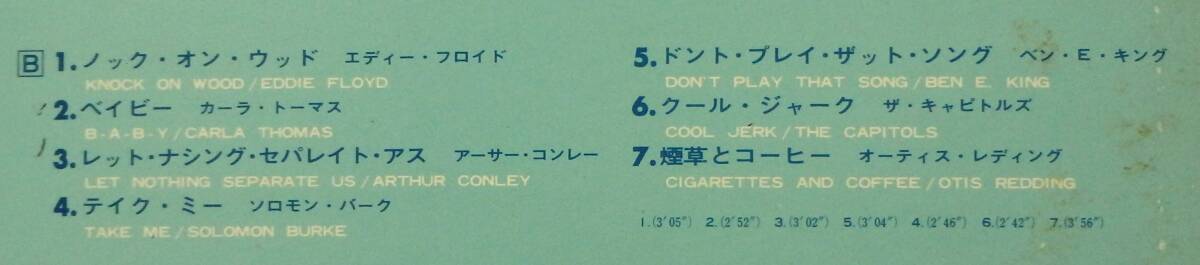 B 1.ノック・オン・ウッド エディー・フロイド
KNOCK ON WOOD/EDDIE FLOYD
2.ベイビー カーラ・トーマス
B-A-B-Y/CARLA THOMAS
3.レット・ナシング・セパレイト・アス アーサー・コンレー
LET NOTHING SEPARATE US/ARTHUR CONLEY
4.テイク・ミー ソロモン・バーク
TAKE ME/SOLOMON BURKE
5.ドント・プレイ・ザット・ソング ベン・E・キング
DON'T PLAY THAT SONG/BEN E. KING
6.クール・ジャーク ザ・キャピトルズ
COOL JERK/THE CAPITOLS
7.煙草とコーヒー オーティス・レディング
CIGARETTES AND COFFEE/OTIS REDDING
1.(3′05″) 2.(2′52″) 3.(3′02″) 5.(3′04″) 4.(2′46″) 6.(2′42″) 7.(3′56″)